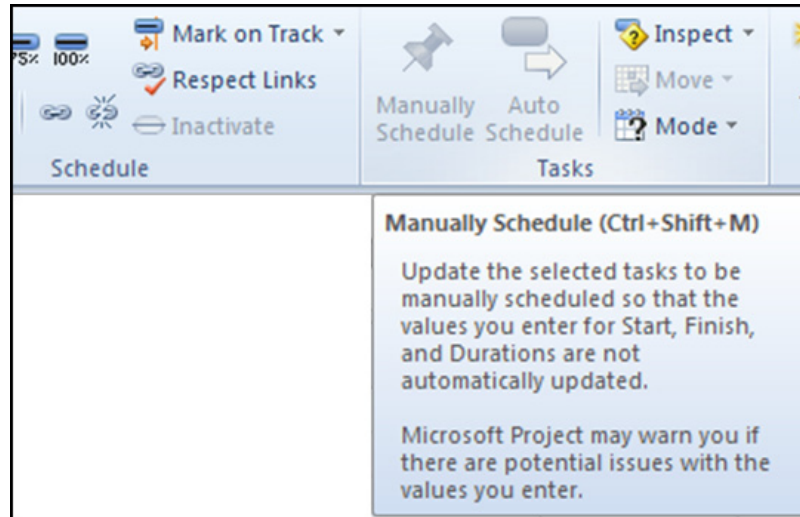 75% 100%
Mark on Track
Respect Links
Inactivate
Schedule
Manually
Schedule
Auto
Schedule
Inspect
Move
Mode
Tasks
Manually Schedule (Ctrl+Shift+M)
Update the selected tasks to be
manually scheduled so that the
values you enter for Start, Finish,
and Durations are not
automatically updated.
Microsoft Project may warn you if
there are potential issues with the
values you enter.